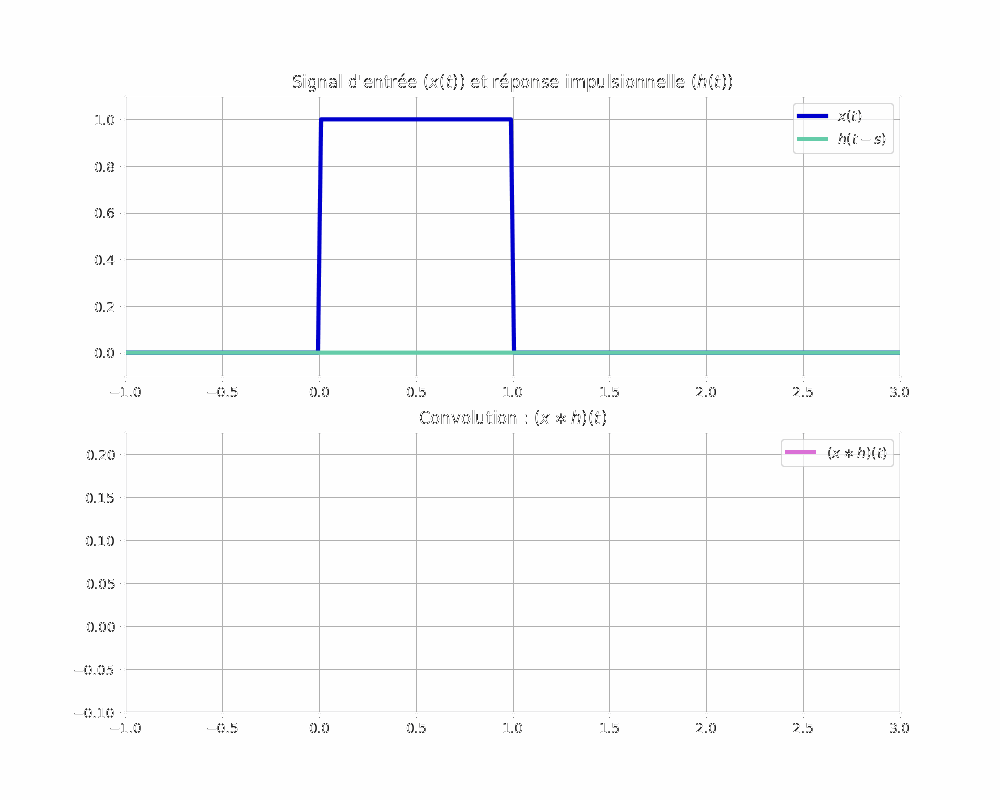 Signal d'entrée (x(t)) et réponse impulsionnelle (h(t))
1.0
0.8
0.6
0.4
0.2
0.0
x(t)
h(t − s)
−1.0 −0.5 0.0 0.5 1.0 1.5 2.0 2.5 3.0
Convolution : (x ∗ h)(t)
0.20
0.15
0.10
0.05
0.00
−0.05
−0.10
(x ∗ h)(t)
−1.0 −0.5 0.0 0.5 1.0 1.5 2.0 2.5 3.0